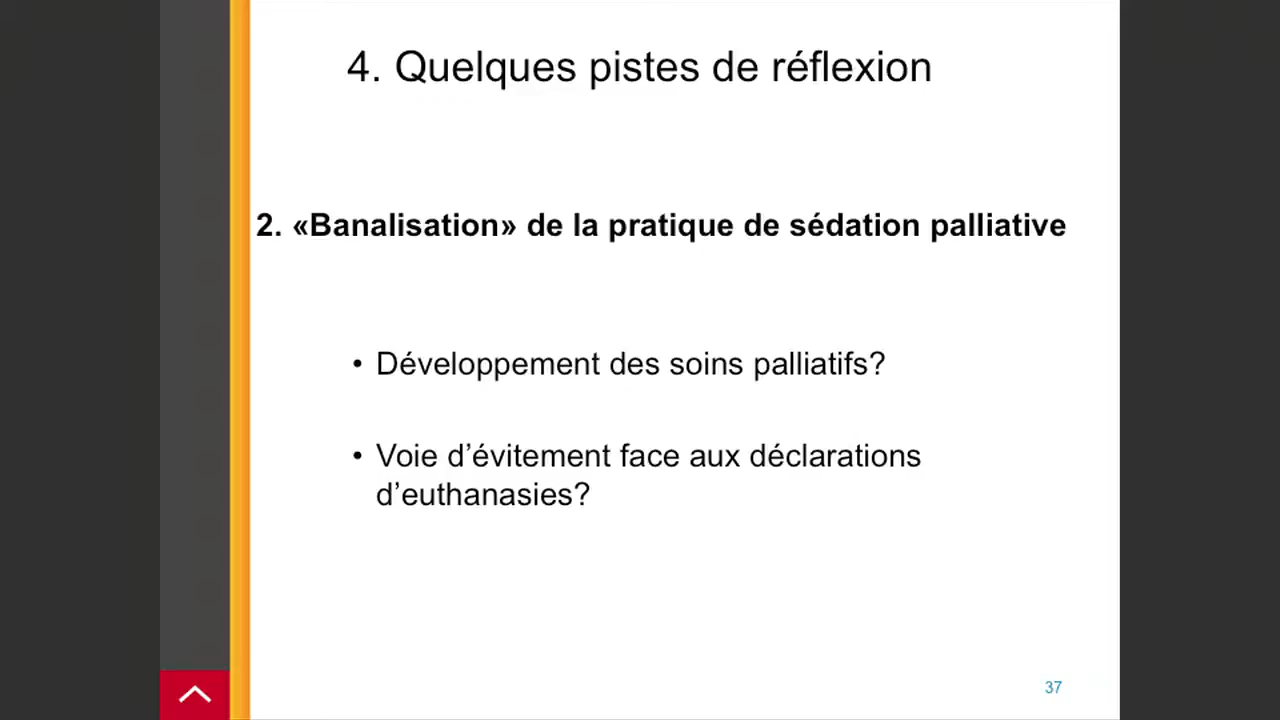 4. Quelques pistes de réflexion
2. «Banalisation» de la pratique de sédation palliative
• Développement des soins palliatifs?
• Voie d’évitement face aux déclarations
d’euthanasies?
37